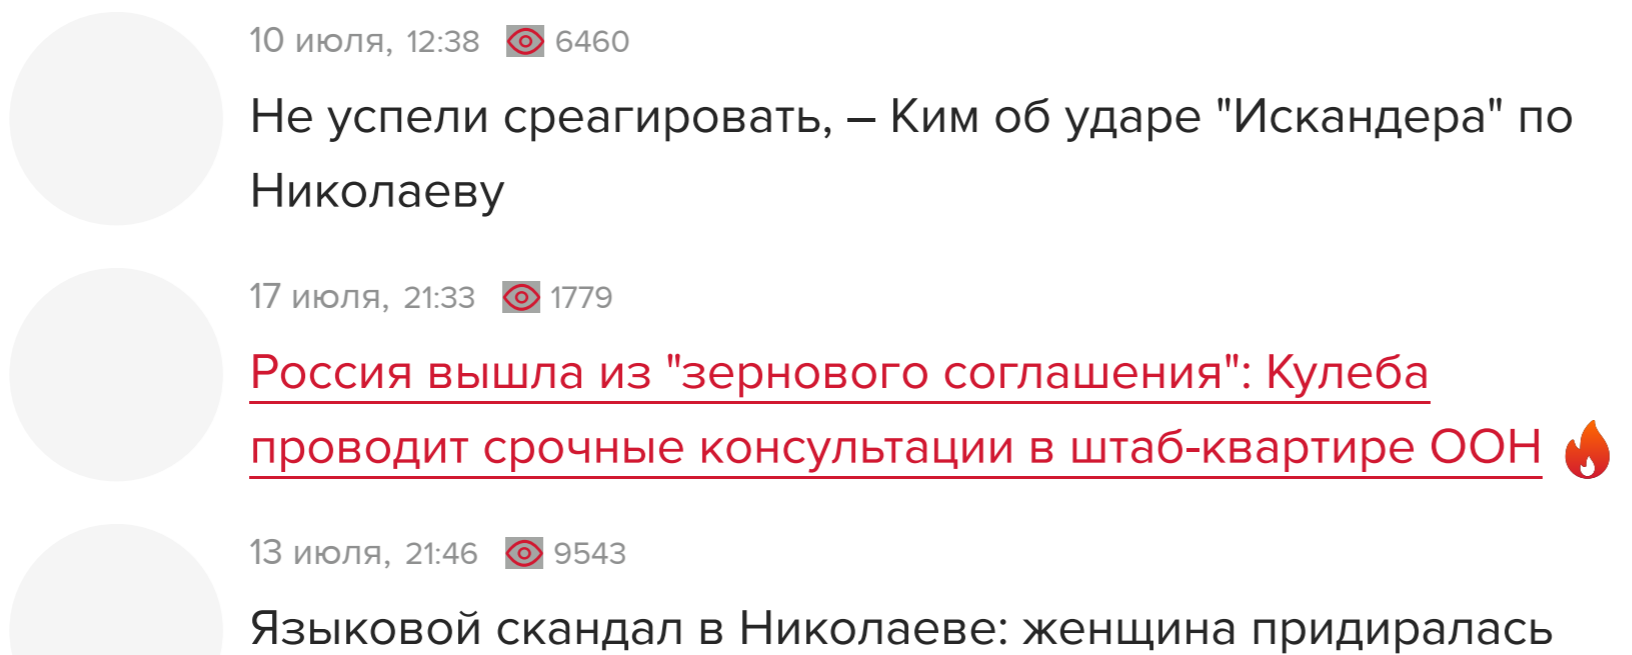 10 июля, 12:38 6460
Не успели среагировать, – Ким об ударе "Искандера" по
Николаеву
17 июля, 21:33 1779
Россия вышла из "зернового соглашения": Кулеба
проводит срочные консультации в штаб-квартире ООН
13 июля, 21:46 9543
Языковой скандал в Николаеве: женщина придиралась